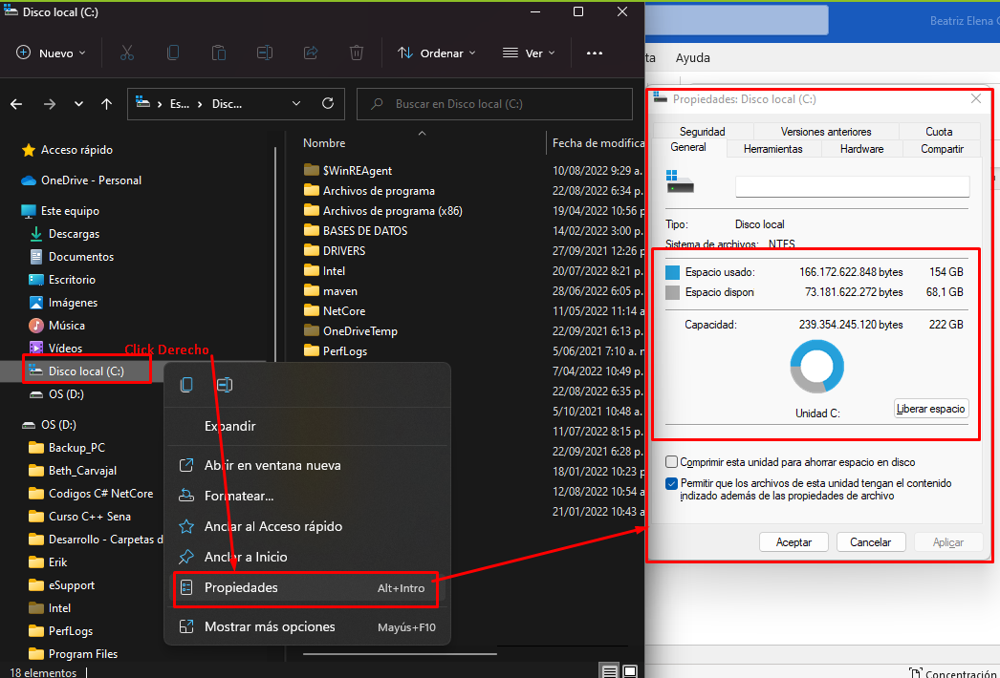 Disco local (C:)
Nuevo
Ordenar
Ver
Es...
Disc...
Buscar en Disco local (C:)
Acceso rápido
OneDrive - Personal
Este equipo
Descargas
Documentos
Escritorio
Imágenes
Música
Vídeos
Disco local (C:)
OS (D:)
OS (D:)
Backup_PC
Beth_Carvajal
Codigos C# NetCore
Curso C++ Sena
Desarrollo - Carpetas d
Erik
eSupport
Intel
PerfLogs
Program Files
18 elementos
Click Derecho
Nombre
Fecha de modifica
$WinREAgent
10/08/2022 9:29 a.
Archivos de programa
22/08/2022 6:34 p.
Archivos de programa (x86)
19/04/2022 10:56 p
BASES DE DATOS
14/02/2022 3:00 p.
DRIVERS
27/09/2021 12:26 p
Intel
20/07/2022 8:21 p.
maven
28/06/2022 6:05 p.
NetCore
11/05/2022 11:14 a
OneDriveTemp
22/09/2021 6:13 p.
PerfLogs
5/06/2021 7:10 a. n
7/04/2022 10:49 p.
22/08/2022 6:35 p.
5/10/2021 10:48 a.
11/07/2022 8:15 p.
22/09/2021 6:28 p.
18/01/2022 10:23 p
12/08/2022 10:54 a
21/01/2022 10:43 a
Expandir
Abrir en ventana nueva
Formatear...
Anclar al Acceso rápido
Anclar a Inicio
Propiedades
Alt+Intro
Mostrar más opciones
Mayús+F10
Beatriz Elena C
ta
Ayuda
Propiedades: Disco local (C:)
Seguridad
Versiones anteriores
Cuota
General
Herramientas
Hardware
Compartir
Tipo:
Disco local
Sistema de archivos:
NTFS
Espacio usado:
166.172.622.848 bytes
154 GB
Espacio dispon
73.181.622.272 bytes
68,1 GB
Capacidad:
239.354.245.120 bytes
222 GB
Unidad C:
Liberar espacio
Comprimir esta unidad para ahorrar espacio en disco
Permitir que los archivos de esta unidad tengan el contenido
indizado además de las propiedades de archivo
Aceptar
Cancelar
Aplicar
Concentración